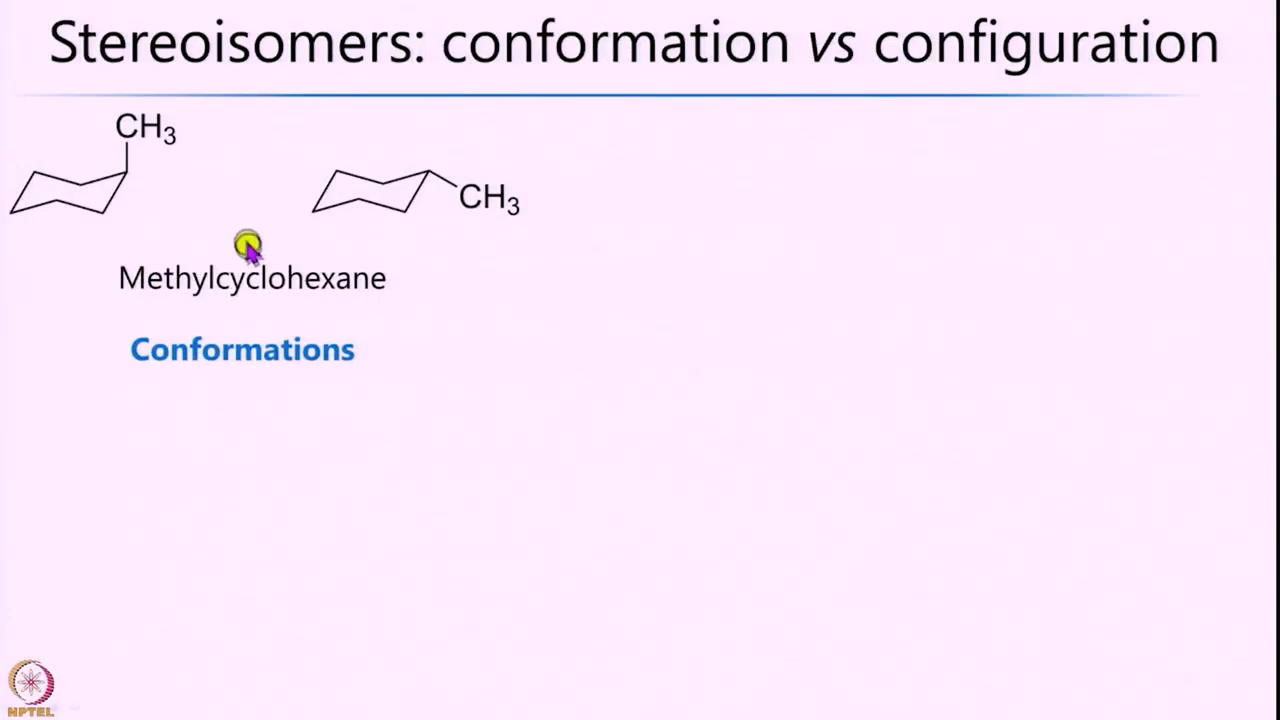 Stereoisomers: conformation vs configuration
CH3
CH3
Methylcyclohexane
Conformations
NPTEL